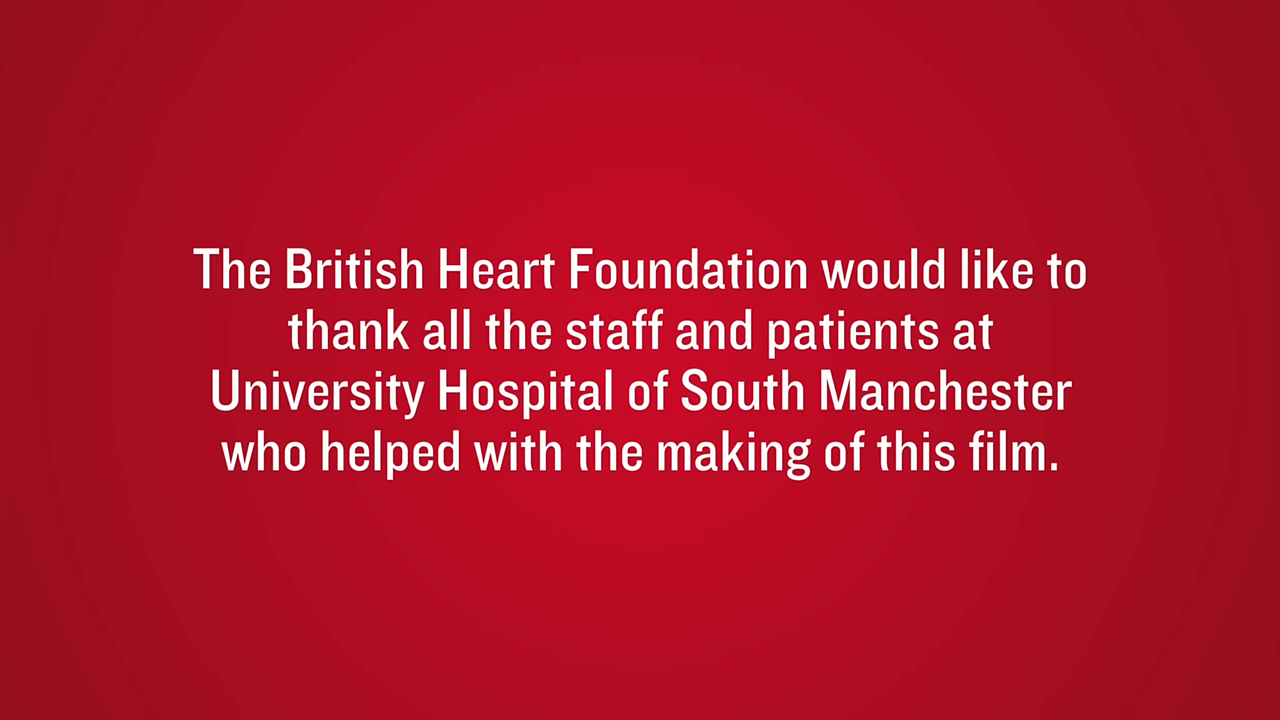 The British Heart Foundation would like to
thank all the staff and patients at
University Hospital of South Manchester
who helped with the making of this film.